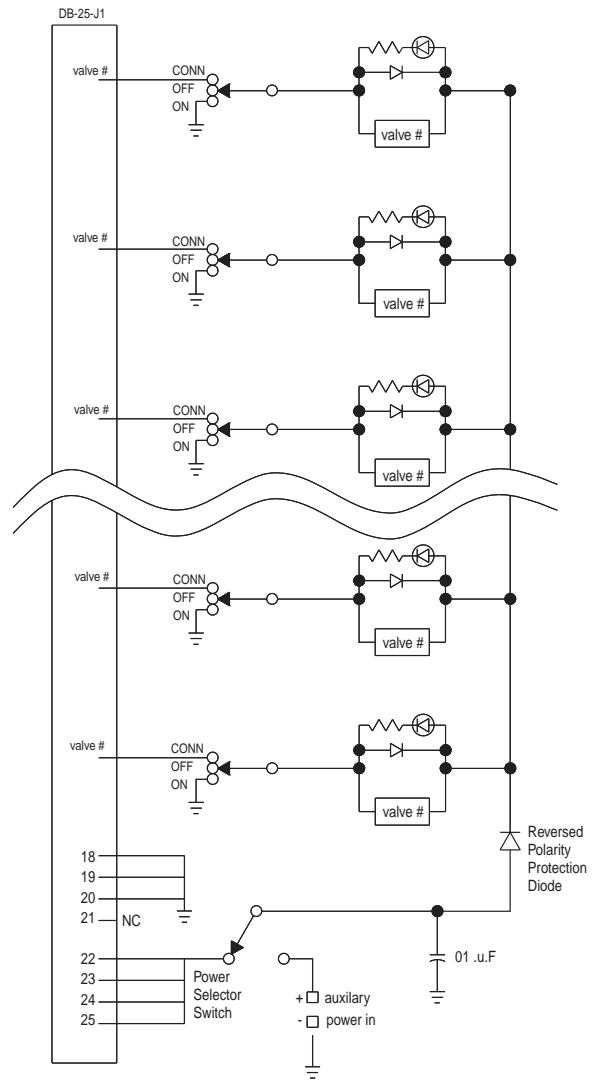 DB-25-J1
valve #
CONN
OFF
ON
valve #
valve #
CONN
OFF
ON
valve #
valve #
CONN
OFF
ON
valve #
valve #
CONN
OFF
ON
valve #
valve #
CONN
OFF
ON
valve #
Reversed
Polarity
Protection
Diode
18
19
20
21 NC
22
23
24
25
Power
Selector
Switch
+ auxilary
- power in
01 .u.F